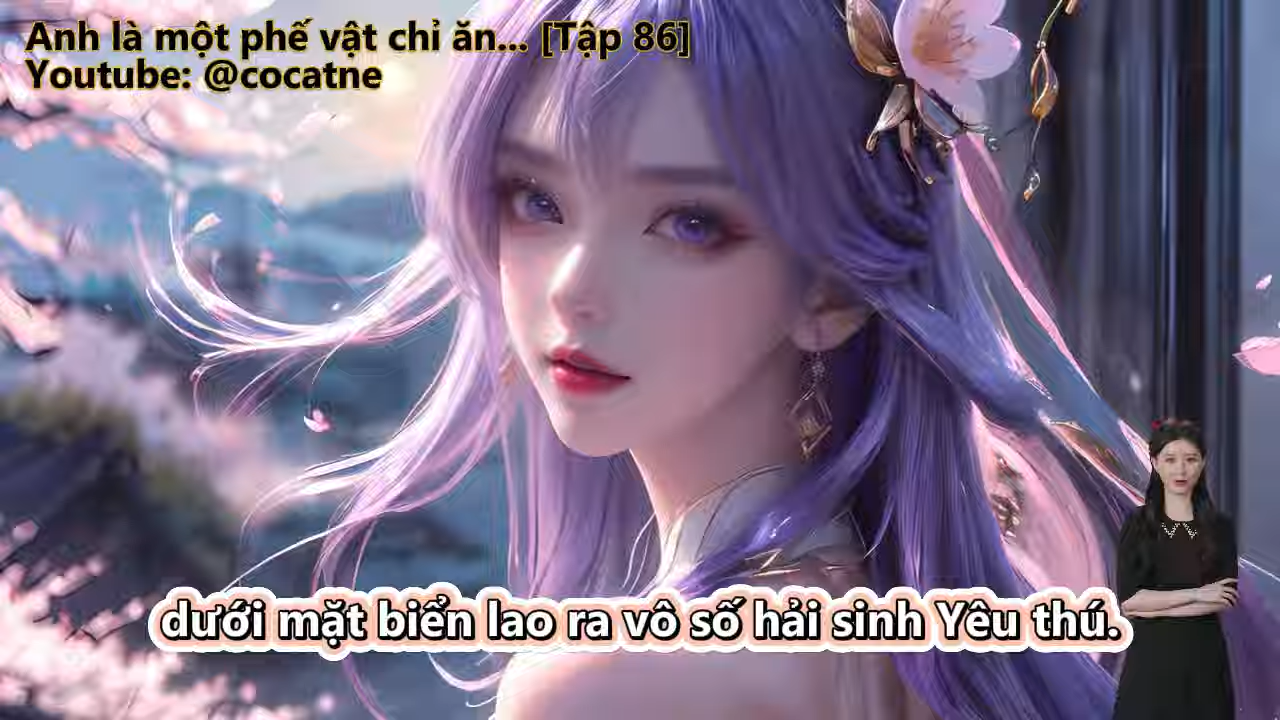 Anh là một phế vật chỉ ăn... [Tập 86]
Youtube: @cocatne
dưới mặt biển lao ra vô số hải sinh Yêu thú.